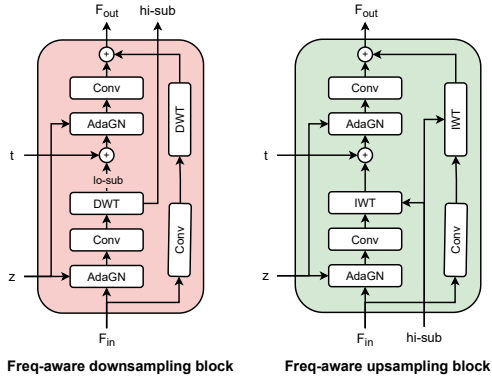 F_out hi-sub
+
Conv
DWT
AdaGN
t
+
lo-sub
DWT
Conv
Conv
z
AdaGN
F_in
Freq-aware downsampling block
F_out
+
Conv
IWT
AdaGN
t
+
IWT
Conv
Conv
z
AdaGN
F_in hi-sub
Freq-aware upsampling block